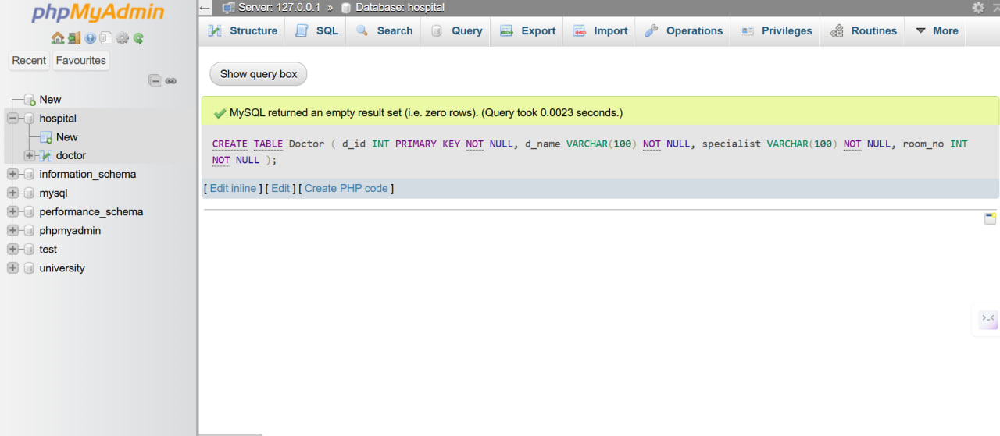 phpMyAdmin
Server: 127.0.0.1 » Database: hospital
Structure SQL Search Query Export Import Operations Privileges Routines More
Recent Favourites
New
hospital
New
doctor
information_schema
mysql
performance_schema
phpmyadmin
test
university
Show query box
MySQL returned an empty result set (i.e. zero rows). (Query took 0.0023 seconds.)
CREATE TABLE Doctor ( d_id INT PRIMARY KEY NOT NULL, d_name VARCHAR(100) NOT NULL, specialist VARCHAR(100) NOT NULL, room_no INT
NOT NULL );
[ Edit inline ] [ Edit ] [ Create PHP code ]